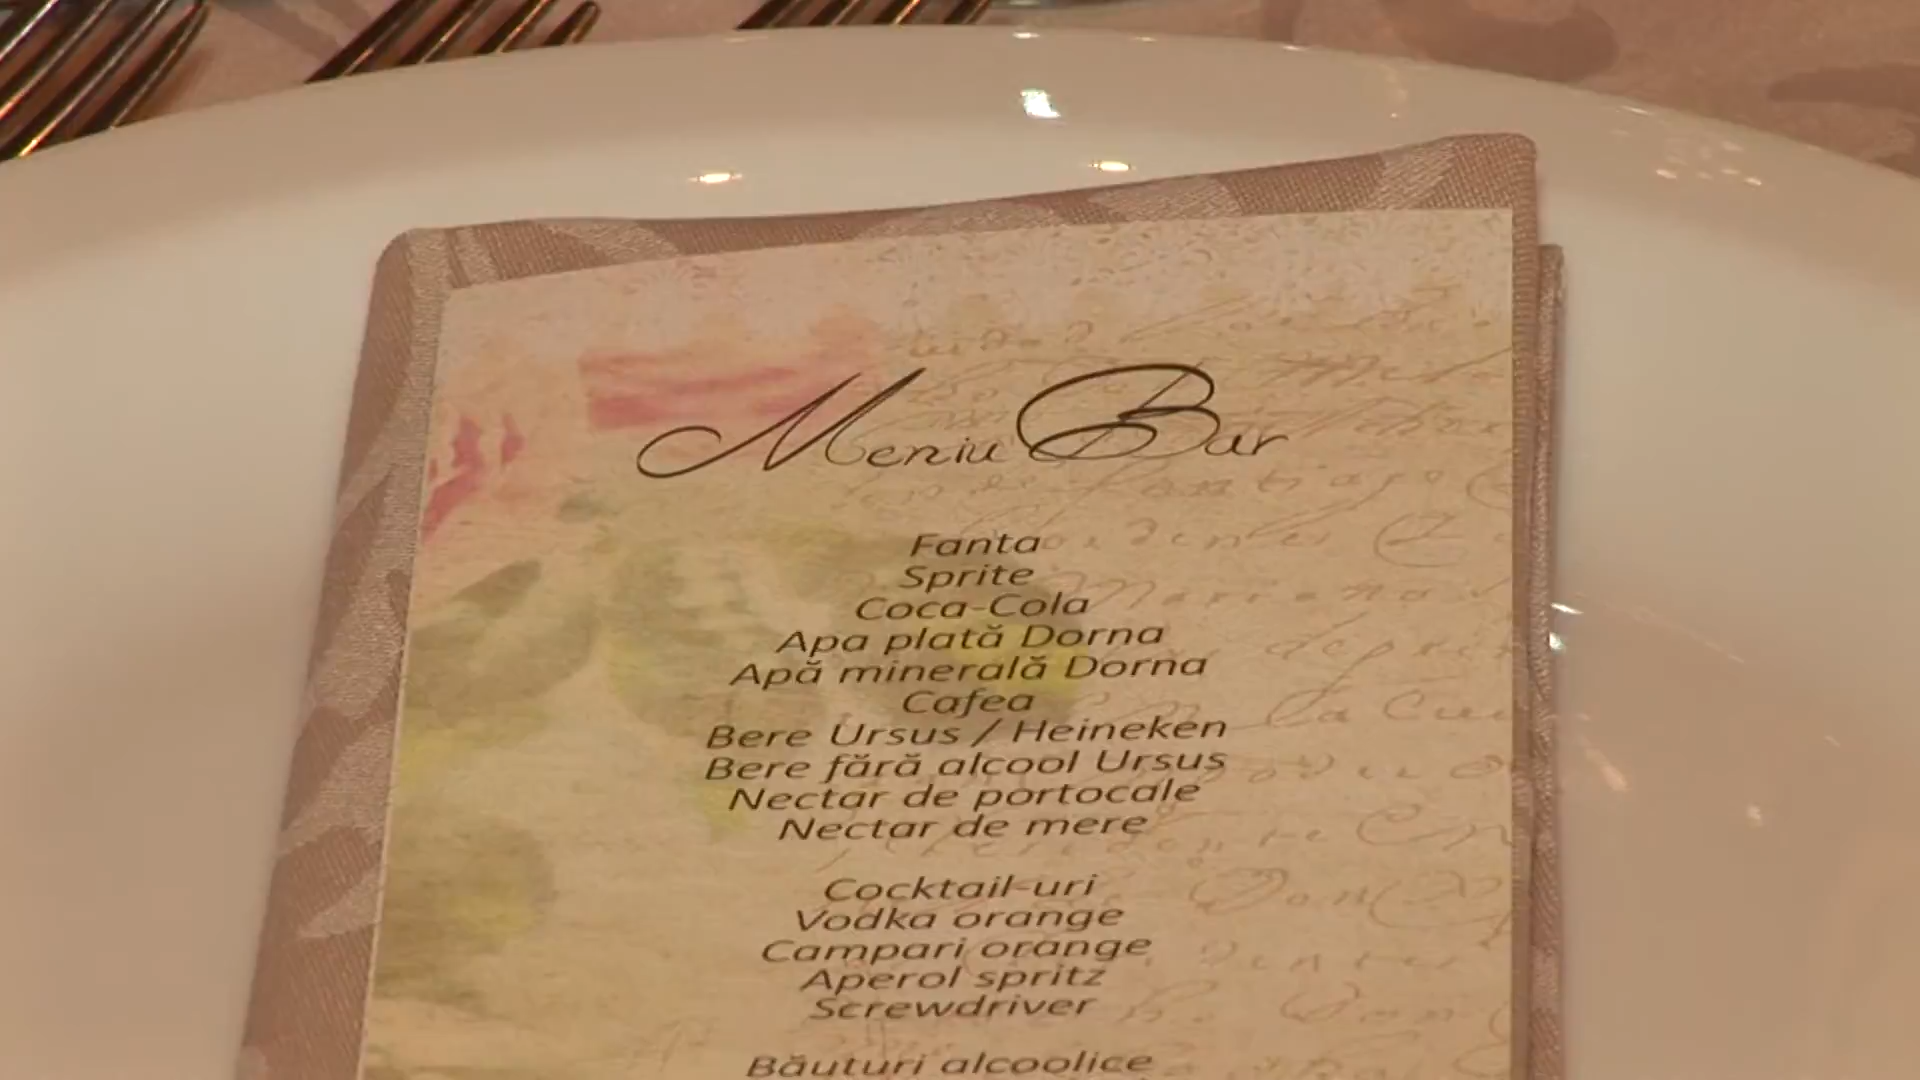 Meniu Bar
Fanta
Sprite
Coca-Cola
Apa plată Dorna
Apă minerală Dorna
Cafea
Bere Ursus / Heineken
Bere fără alcool Ursus
Nectar de portocale
Nectar de mere
Cocktail-uri
Vodka orange
Campari orange
Aperol spritz
Screwdriver
Băuturi alcoolice